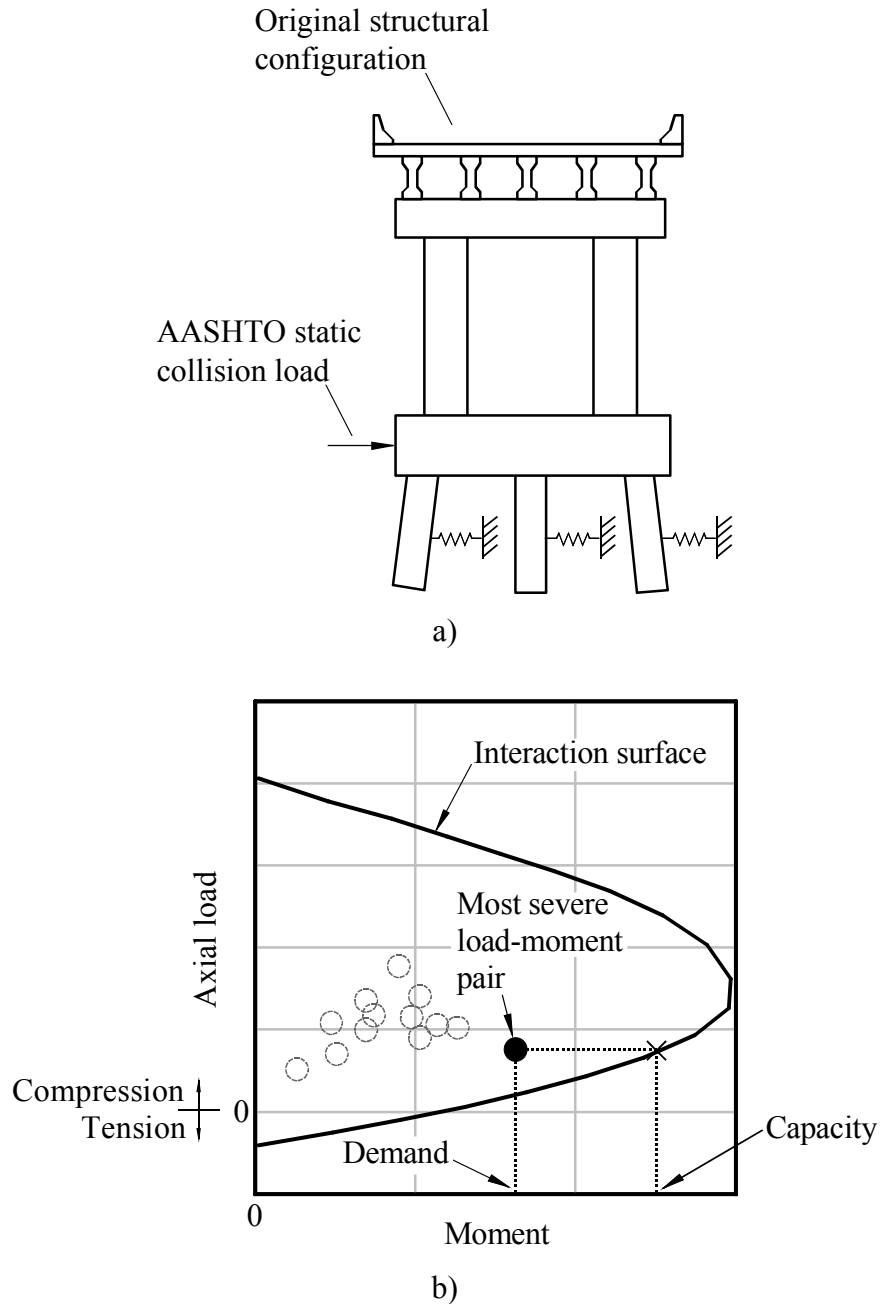 Original structural
configuration
AASHTO static
collision load
a)
Interaction surface
Most severe
load-moment
pair
Axial load
Compression
Tension
0
Demand
Capacity
0
Moment
b)